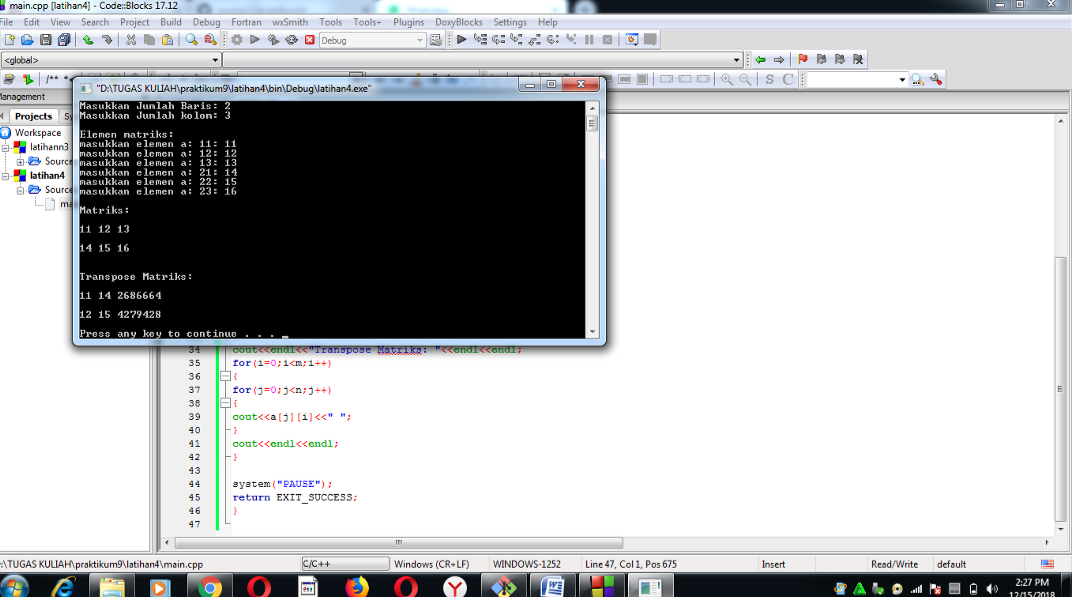 main.cpp [latihan4] - Code::Blocks 17.12
File Edit View Search Project Build Debug Fortran wxSmith Tools Tools+ Plugins DoxyBlocks Settings Help
Debug
<global>
/** *
S C
Management
Projects Sy
Workspace
latihann3
Source
latihan4
Source
ma
"D:\TUGAS KULIAH\praktikum9\latihan4\bin\Debug\latihan4.exe"
Masukkan Jumlah Baris: 2
Masukkan Jumlah kolom: 3
Elemen matriks:
masukkan elemen a: 11: 11
masukkan elemen a: 12: 12
masukkan elemen a: 13: 13
masukkan elemen a: 21: 14
masukkan elemen a: 22: 15
masukkan elemen a: 23: 16
Matriks:
11 12 13
14 15 16
Transpose Matriks:
11 14 2686664
12 15 4279428
Press any key to continue . . . _
34 cout<<endl<<"Transpose Matriks: "<<endl<<endl;
35 for(i=0;i<m;i++)
36 {
37 for(j=0;j<n;j++)
38 {
39 cout<<a[j][i]<<" ";
40 }
41 cout<<endl<<endl;
42 }
43
44 system("PAUSE");
45 return EXIT_SUCCESS;
46 }
47
:\TUGAS KULIAH\praktikum9\latihan4\main.cpp C/C++ Windows (CR+LF) WINDOWS-1252 Line 47, Col 1, Pos 675 Insert Read/Write default
2:27 PM
12/15/2018